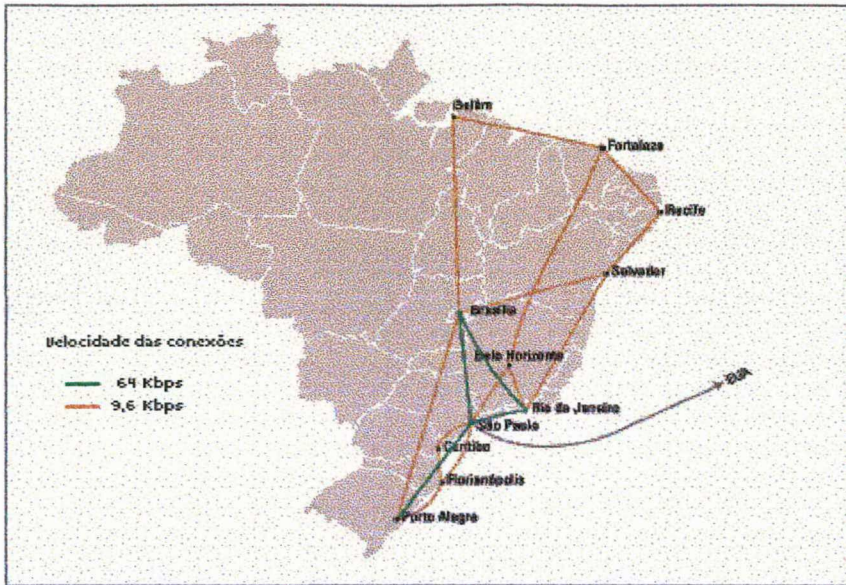 Belém
Fortaleza
Recife
Salvador
Brasília
Velocidade das conexões
Belo Horizonte
64 Kbps
EUA
9,6 Kbps
Rio de Janeiro
São Paulo
Curitiba
Florianópolis
Porto Alegre